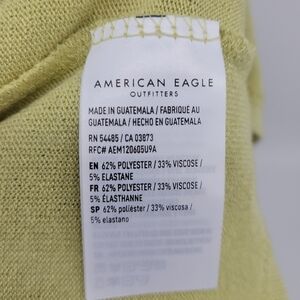 AMERICAN EAGLE
OUTFITTERS
MADE IN GUATEMALA / FABRIQUÉ AU
GUATEMALA / HECHO EN GUATEMALA
RN 54485 / CA 03873
RFC# AEM120605U9A
EN 62% POLYESTER / 33% VISCOSE /
5% ELASTANE
FR 62% POLYESTER / 33% VISCOSE /
5% ÉLASTHANNE
SP 62% poliéster / 33% viscosa /
5% elastano